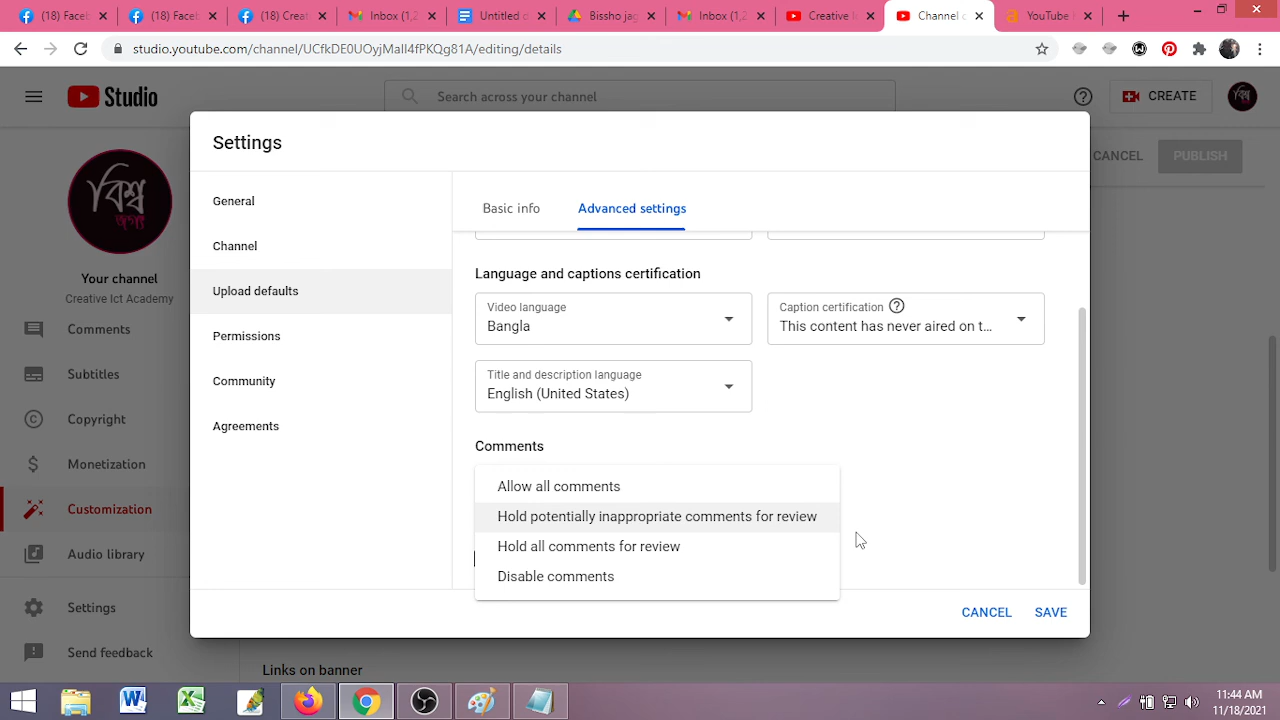 (18) Face
(18) Face
(18) Creat
Inbox (1,2
Untitled d
Bissho jag
Inbox (1,2
Creative Ic
Channel c
YouTube
studio.youtube.com/channel/UCfkDE0UOyjMall4fPKQg81A/editing/details
Studio
Search across your channel
CREATE
বিশ্ব
Settings
CANCEL
PUBLISH
বিশ্ব
জগৎ
General
Basic info
Advanced settings
Channel
Language and captions certification
Your channel
Creative Ict Academy
Upload defaults
Video language
Bangla
Caption certification
This content has never aired on t...
Comments
Permissions
Subtitles
Community
Title and description language
English (United States)
Copyright
Agreements
Comments
Monetization
Allow all comments
Customization
Hold potentially inappropriate comments for review
Audio library
Hold all comments for review
Disable comments
Settings
CANCEL
SAVE
Send feedback
Links on banner
11:44 AM
11/18/2021